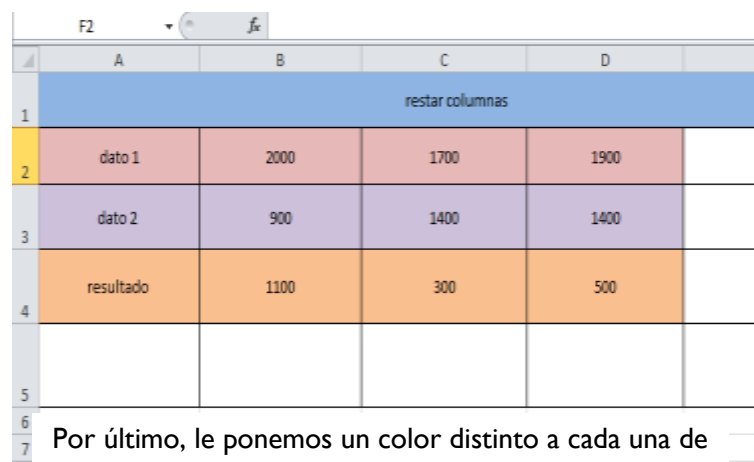 F2 fx
A B C D
1 restar columnas
2 dato 1 2000 1700 1900
3 dato 2 900 1400 1400
4 resultado 1100 300 500
5
6
7 Por último, le ponemos un color distinto a cada una de